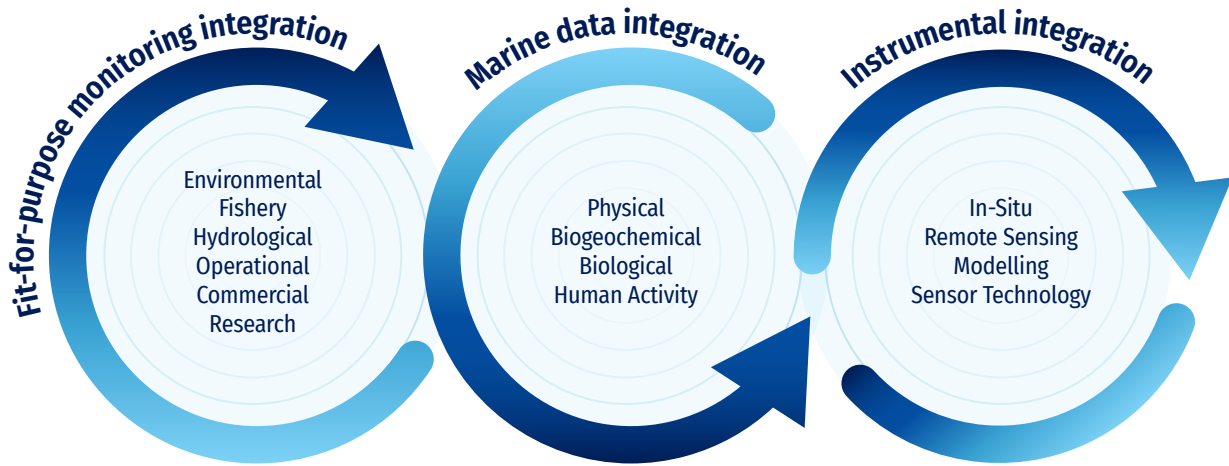 Fit-for-purpose monitoring integration
Environmental
Fishery
Hydrological
Operational
Commercial
Research
Marine data integration
Physical
Biogeochemical
Biological
Human Activity
Instrumental integration
In-Situ
Remote Sensing
Modelling
Sensor Technology